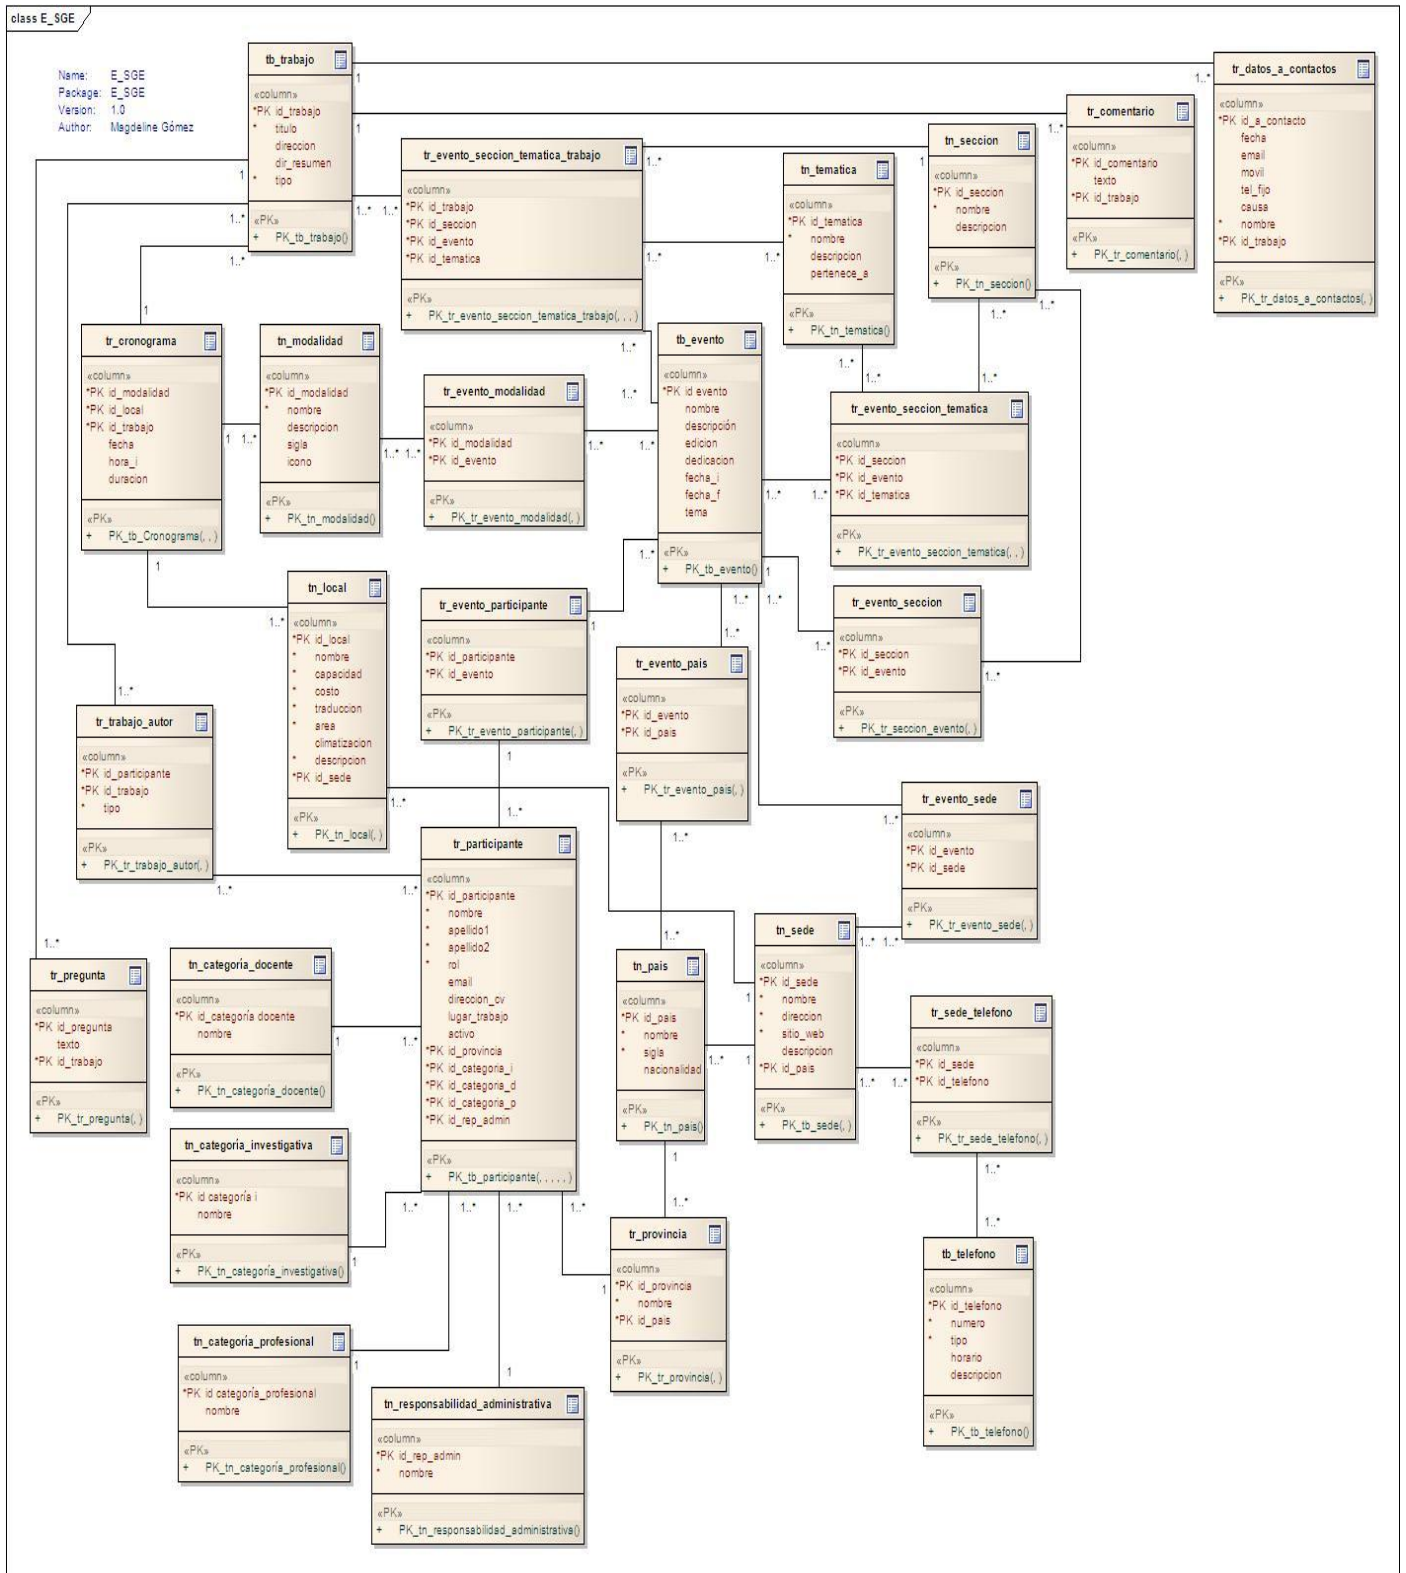 class E_SGE
Name: E_SGE
Package: E_SGE
Version: 1.0
Author: Magdeline Gómez
tb_trabajo
«column»
*PK id_trabajo
* titulo
direccion
dir_resumen
* tipo
«PK»
+ PK_tb_trabajo()
tr_datos_a_contactos
«column»
*PK id_a_contacto
fecha
email
movil
tel_fijo
causa
* nombre
*PK id_trabajo
«PK»
+ PK_tr_datos_a_contactos(, )
tr_comentario
«column»
*PK id_comentario
texto
*PK id_trabajo
«PK»
+ PK_tr_comentario(, )
tn_seccion
«column»
*PK id_seccion
* nombre
descripcion
«PK»
+ PK_tn_seccion()
tr_evento_seccion_tematica_trabajo
«column»
*PK id_trabajo
*PK id_seccion
*PK id_evento
*PK id_tematica
«PK»
+ PK_tr_evento_seccion_tematica_trabajo(, , , )
tn_tematica
«column»
*PK id_tematica
* nombre
descripcion
pertenece_a
«PK»
+ PK_tn_tematica()
tr_cronograma
«column»
*PK id_modalidad
*PK id_local
*PK id_trabajo
fecha
hora_i
duracion
«PK»
+ PK_tb_Cronograma(, , )
tn_modalidad
«column»
*PK id_modalidad
* nombre
descripcion
sigla
icono
«PK»
+ PK_tn_modalidad()
tr_evento_modalidad
«column»
*PK id_modalidad
*PK id_evento
«PK»
+ PK_tr_evento_modalidad(, )
tb_evento
«column»
*PK id evento
nombre
descripción
edicion
dedicacion
fecha_i
fecha_f
tema
«PK»
+ PK_tb_evento()
tr_evento_seccion_tematica
«column»
*PK id_seccion
*PK id_evento
*PK id_tematica
«PK»
+ PK_tr_evento_seccion_tematica(, , )
tn_local
«column»
*PK id_local
* nombre
* capacidad
* costo
* traduccion
* area
climatizacion
* descripcion
*PK id_sede
«PK»
+ PK_tn_local(, )
tr_evento_participante
«column»
*PK id_participante
*PK id_evento
«PK»
+ PK_tr_evento_participante(, )
tr_evento_seccion
«column»
*PK id_seccion
*PK id_evento
«PK»
+ PK_tr_seccion_evento(, )
tr_evento_pais
«column»
*PK id_evento
*PK id_pais
«PK»
+ PK_tr_evento_pais(, )
tr_trabajo_autor
«column»
*PK id_participante
*PK id_trabajo
* tipo
«PK»
+ PK_tr_trabajo_autor(, )
tr_evento_sede
«column»
*PK id_evento
*PK id_sede
«PK»
+ PK_tr_evento_sede(, )
tr_participante
«column»
*PK id_participante
* nombre
* apellido1
* apellido2
* rol
email
direccion_cv
lugar_trabajo
activo
*PK id_provincia
*PK id_categoria_i
*PK id_categoria_d
*PK id_categoria_p
*PK id_rep_admin
«PK»
+ PK_tb_participante(, , , , , )
tn_sede
«column»
*PK id_sede
* nombre
* direccion
* sitio_web
descripcion
*PK id_pais
«PK»
+ PK_tb_sede(, )
tn_pais
«column»
*PK id_pais
* nombre
* sigla
nacionalidad
«PK»
+ PK_tn_pais()
tr_pregunta
«column»
*PK id_pregunta
texto
*PK id_trabajo
«PK»
+ PK_tr_pregunta(, )
tn_categoría_docente
«column»
*PK id_categoría docente
nombre
«PK»
+ PK_tn_categoría_docente()
tr_sede_telefono
«column»
*PK id_sede
*PK id_telefono
«PK»
+ PK_tr_sede_telefono(, )
tn_categoría_investigativa
«column»
*PK id categoría i
nombre
«PK»
+ PK_tn_categoría_investigativa()
tr_provincia
«column»
*PK id_provincia
* nombre
*PK id_pais
«PK»
+ PK_tr_provincia(, )
tb_telefono
«column»
*PK id_telefono
* numero
* tipo
horario
descripcion
«PK»
+ PK_tb_telefono()
tn_categoría_profesional
«column»
*PK id categoría_profesional
nombre
«PK»
+ PK_tn_categoría_profesional()
tn_responsabilidad_administrativa
«column»
*PK id_rep_admin
* nombre
«PK»
+ PK_tn_responsabilidad_administrativa()